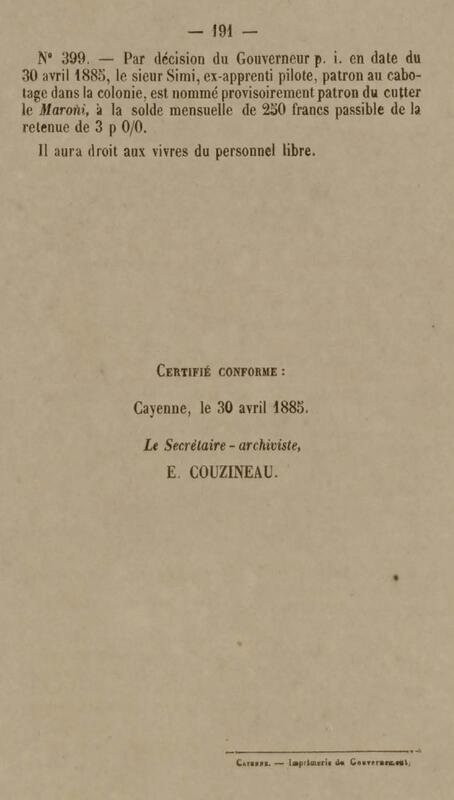 — 191 —
N° 399. — Par décision du Gouverneur p. i. en date du
30 avril 1885, le sieur Simi, ex-apprenti pilote, patron au cabo-
tage dans la colonie, est nommé provisoirement patron du cutter
le Maroni, à la solde mensuelle de 250 francs passible de la
retenue de 3 p 0/0.
Il aura droit aux vivres du personnel libre.
CERTIFIÉ CONFORME :
Cayenne, le 30 avril 1885.
Le Secrétaire - archiviste,
E. COUZINEAU.
CAYENNE. — Imprimerie du Gouvernement.